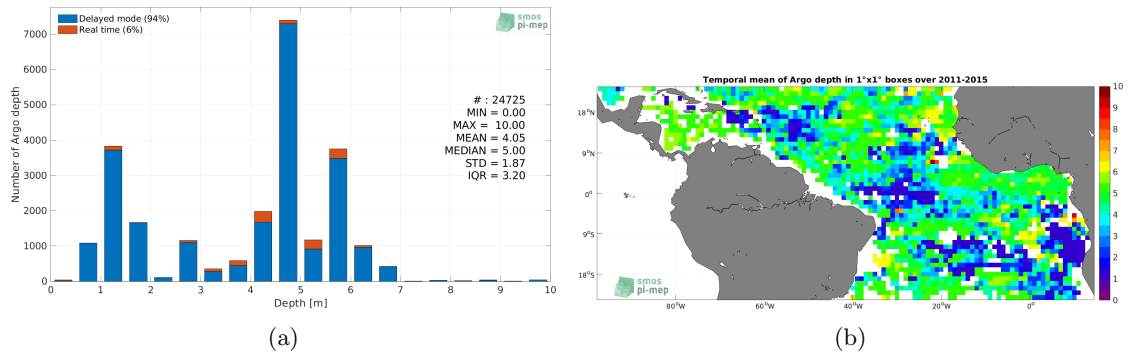 Delayed mode (94%)
Real time (6%)
smos
pi-mep
# : 24725
MIN = 0.00
MAX = 10.00
MEAN = 4.05
MEDIAN = 5.00
STD = 1.87
IQR = 3.20
Number of Argo depth
7000
6000
5000
4000
3000
2000
1000
0
0 1 2 3 4 5 6 7 8 9 10
Depth [m]
(a)
Temporal mean of Argo depth in 1°x1° boxes over 2011-2015
18°N
9°N
0°
9°S
18°S
80°W 60°W 40°W 20°W 0°
10
9
8
7
6
5
4
3
2
1
0
smos
pi-mep
(b)